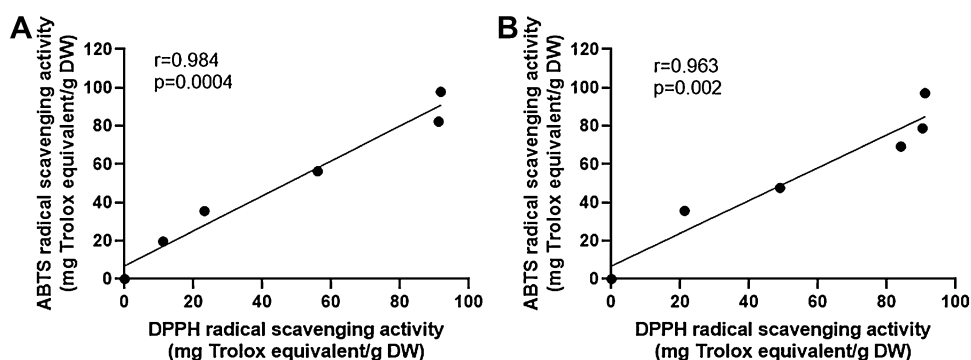 A
ABTS radical scavenging activity
(mg Trolox equivalent/g DW)
120
100
80
60
40
20
0
r=0.984
p=0.0004
0 20 40 60 80 100
DPPH radical scavenging activity
(mg Trolox equivalent/g DW)
B
ABTS radical scavenging activity
(mg Trolox equivalent/g DW)
120
100
80
60
40
20
0
r=0.963
p=0.002
0 20 40 60 80 100
DPPH radical scavenging activity
(mg Trolox equivalent/g DW)